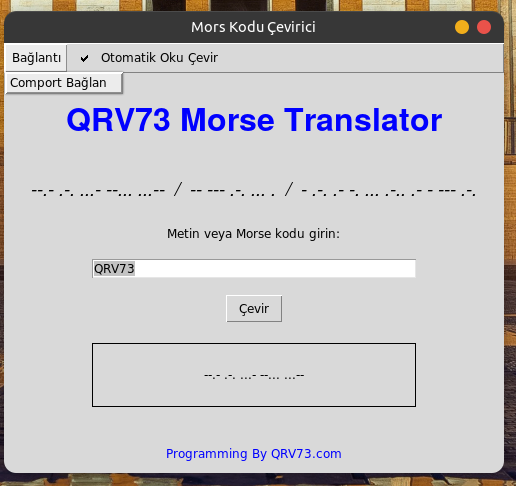 Mors Kodu Çevirici
Bağlantı ✓ Otomatik Oku Çevir
Comport Bağlan
QRV73 Morse Translator
--.- .-. ...- --... ...-- / -- --- .-. ... . / - .-. .- -. ... .-.. .- - --- .-.
Metin veya Morse kodu girin:
QRV73
Çevir
--.- .-. ...- --... ...--
Programming By QRV73.com